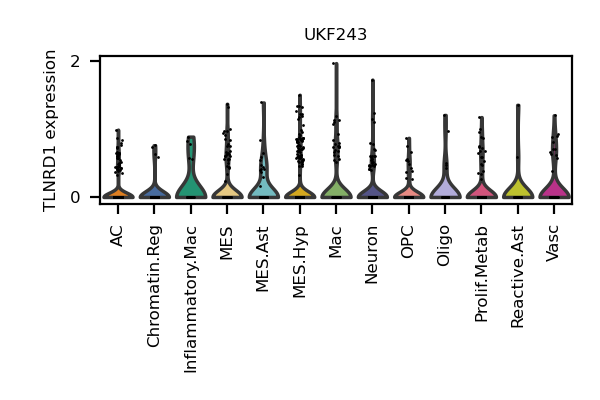 UKF243
TLNRD1 expression
2
0
AC
Chromatin.Reg
Inflammatory.Mac
MES
MES.Ast
MES.Hyp
Mac
Neuron
OPC
Oligo
Prolif.Metab
Reactive.Ast
Vasc